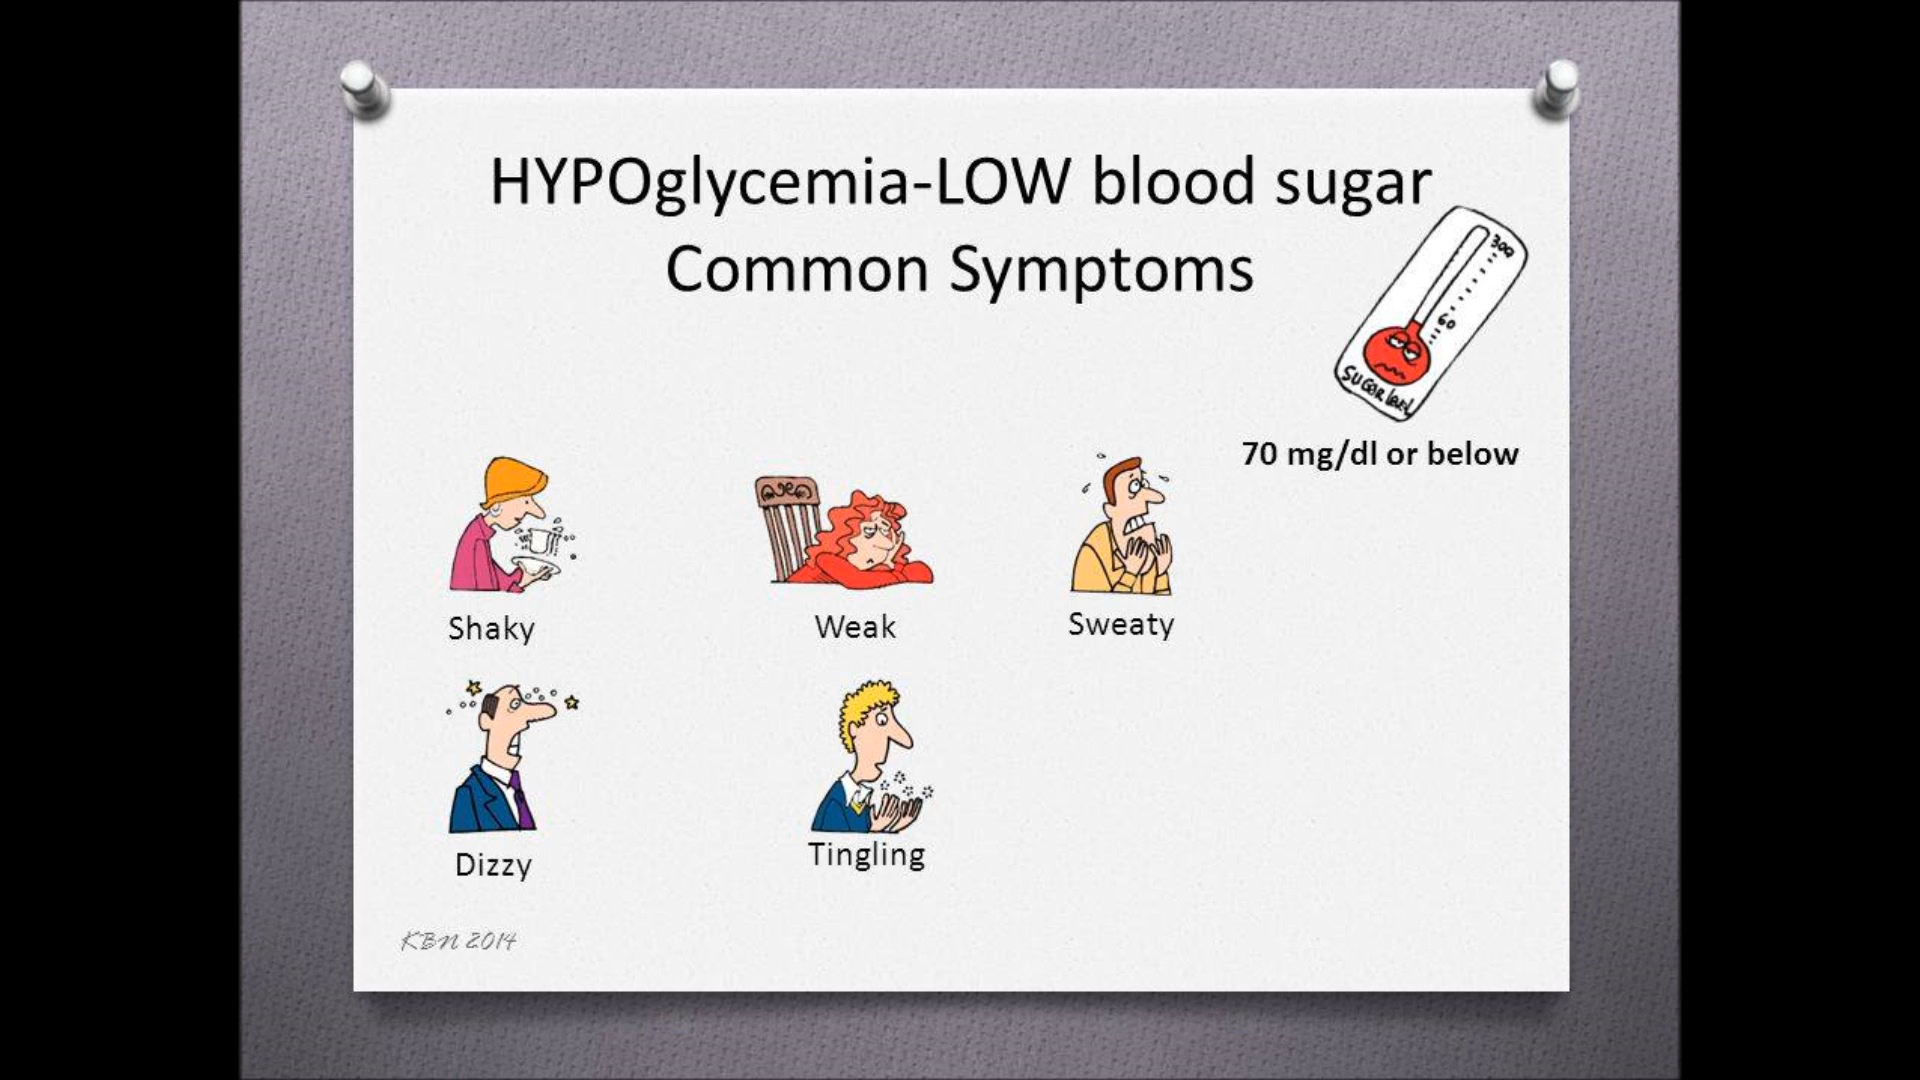 HYPOglycemia-LOW blood sugar
Common Symptoms
300
60
SUGAR level
70 mg/dl or below
Shaky
Weak
Sweaty
Dizzy
Tingling
KBN 2014